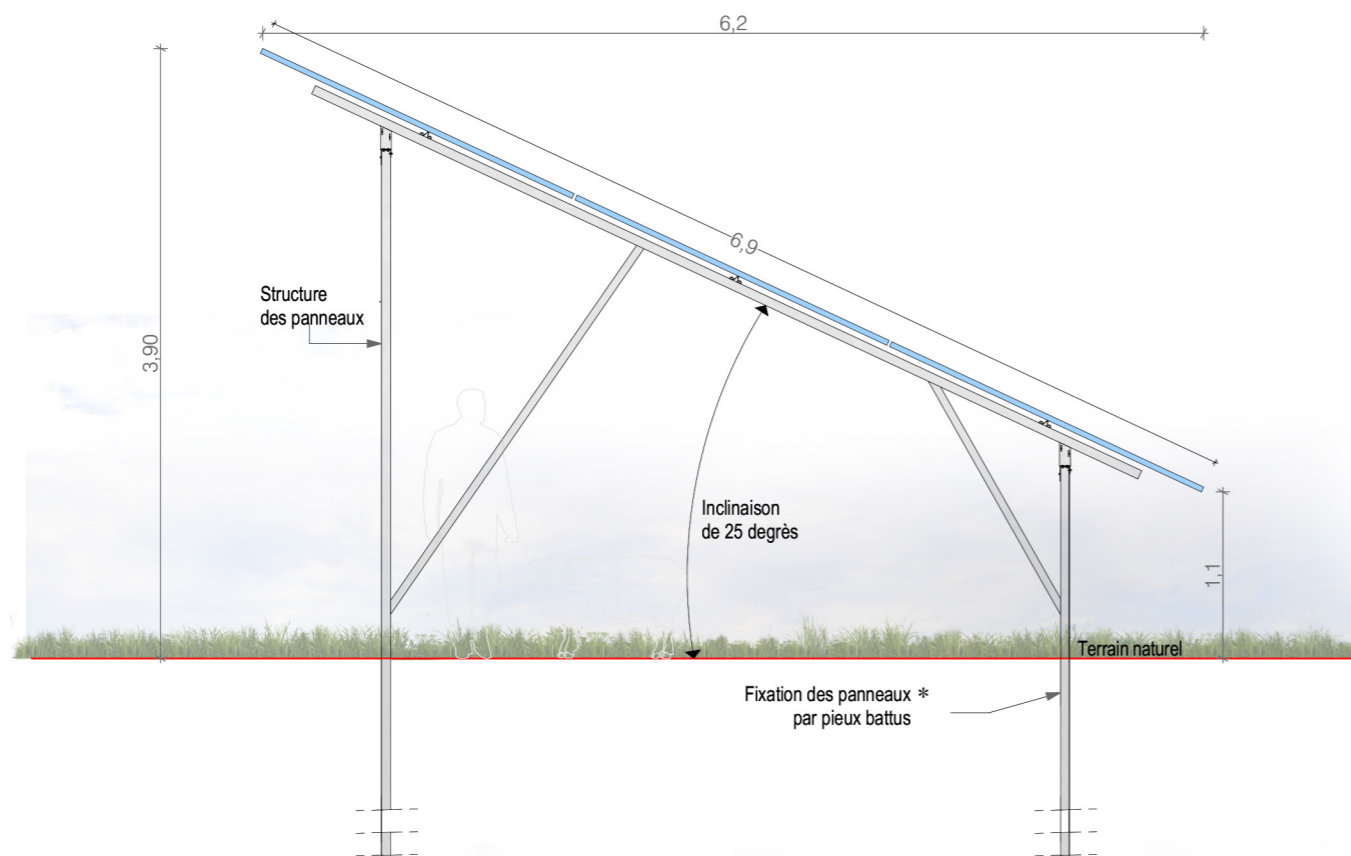 6,2
6,9
3,90
Structure
des panneaux
Inclinaison
de 25 degrès
1,1
Terrain naturel
Fixation des panneaux *
par pieux battus